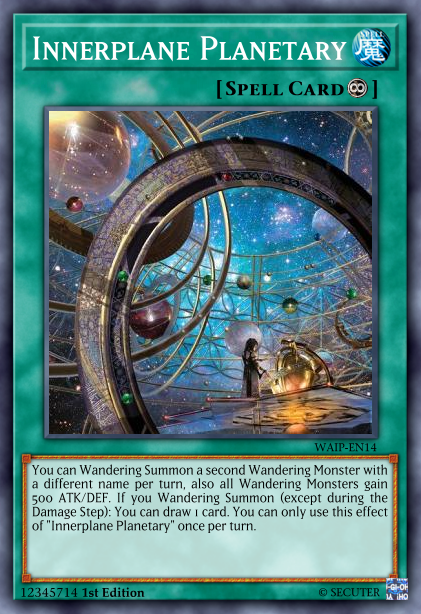 Innerplane Planetary 魔
[Spell Card]
WAIP-EN14
You can Wandering Summon a second Wandering Monster with
a different name per turn, also all Wandering Monsters gain
500 ATK/DEF. If you Wandering Summon (except during the
Damage Step): You can draw 1 card. You can only use this effect
of "Innerplane Planetary" once per turn.
12345714 1st Edition © SECUTER